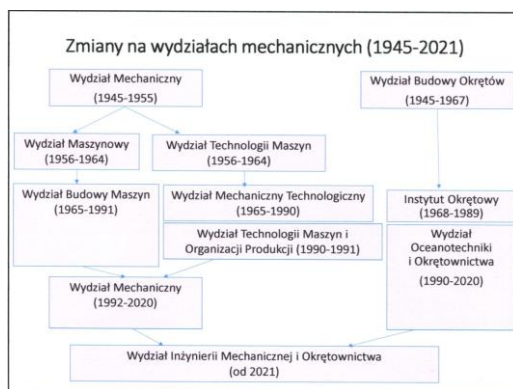 Zmiany na wydziałach mechanicznych (1945-2021)
Wydział Mechaniczny
(1945-1955)
Wydział Budowy Okrętów
(1945-1967)
Wydział Maszynowy
(1956-1964)
Wydział Technologii Maszyn
(1956-1964)
Wydział Budowy Maszyn
(1965-1991)
Wydział Mechaniczny Technologiczny
(1965-1990)
Instytut Okrętowy
(1968-1989)
Wydział Technologii Maszyn i
Organizacji Produkcji (1990-1991)
Wydział
Oceanotechniki
i Okrętownictwa
(1990-2020)
Wydział Mechaniczny
(1992-2020)
Wydział Inżynierii Mechanicznej i Okrętownictwa
(od 2021)